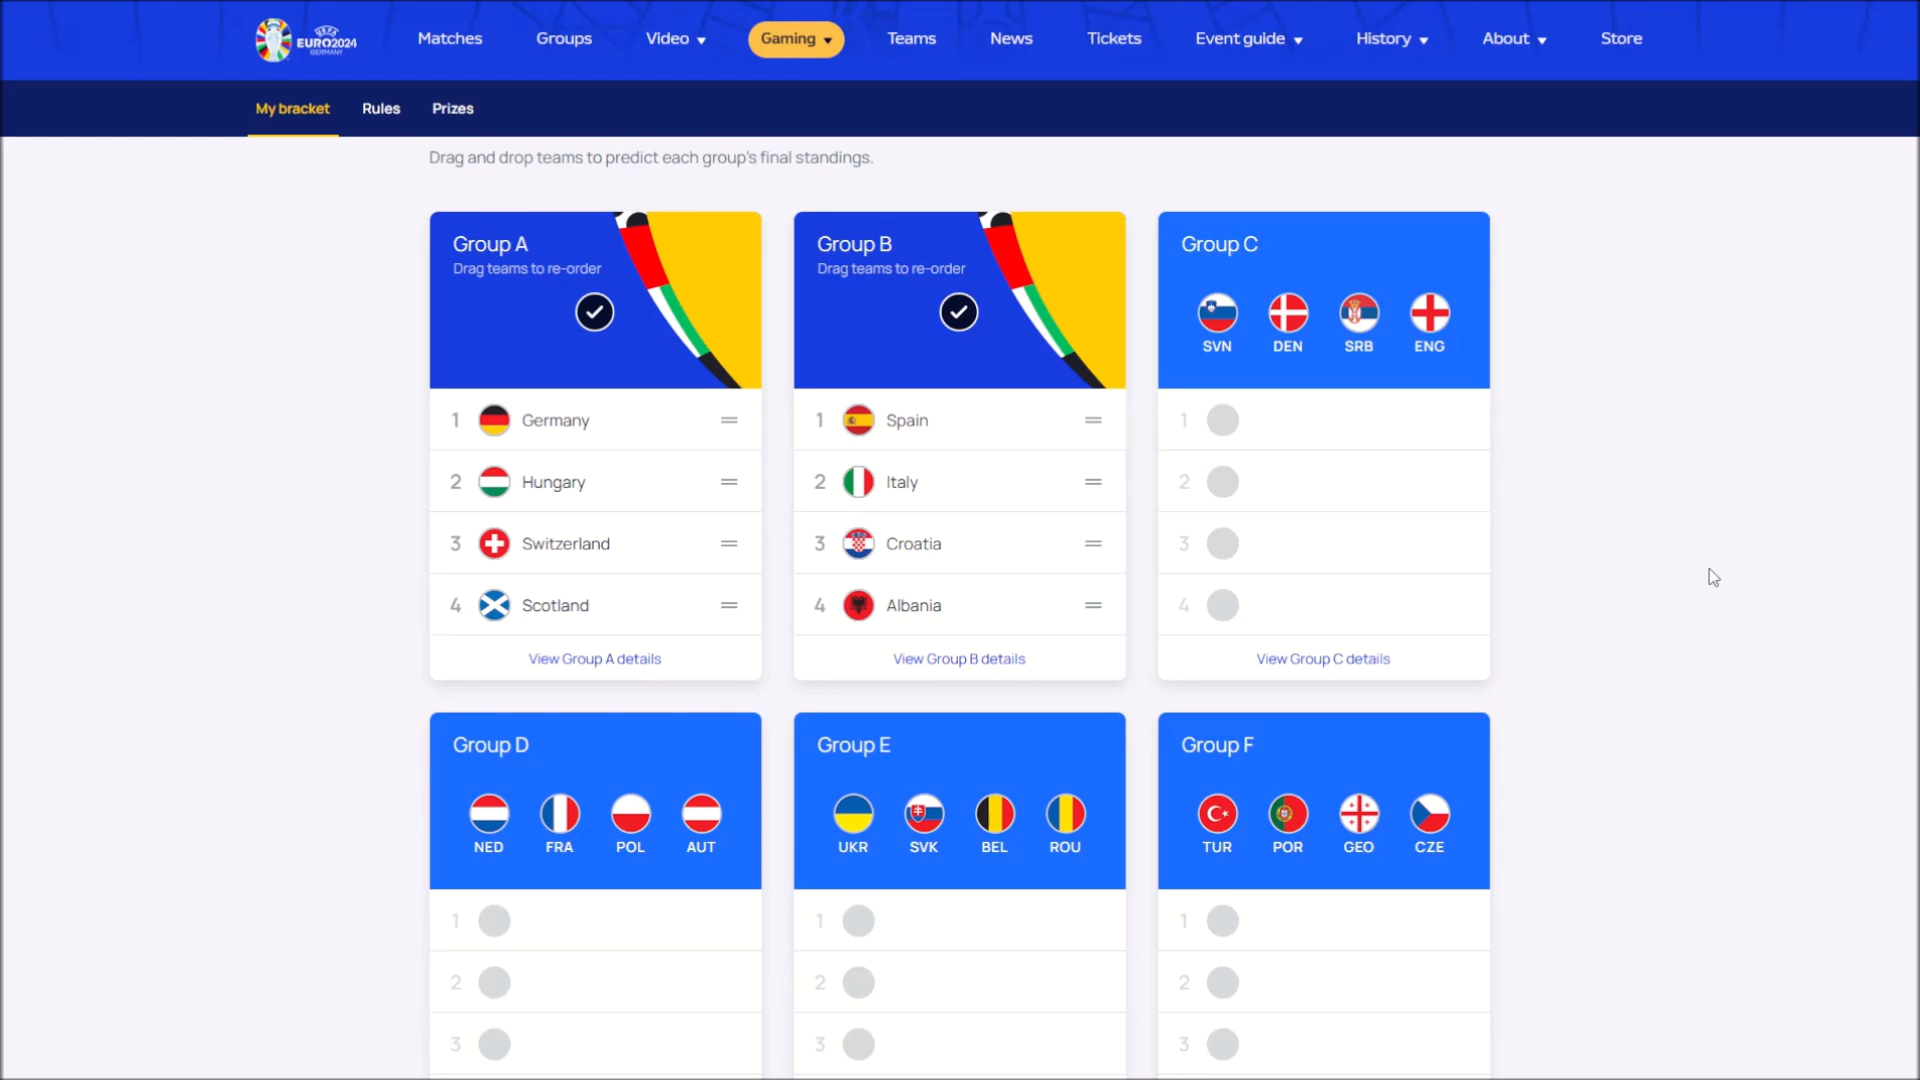 UEFA
EURO2024
GERMANY
Matches
Groups
Video
Gaming
Teams
News
Tickets
Event guide
History
About
Store
My bracket
Rules
Prizes
Drag and drop teams to predict each group's final standings.
Group A
Drag teams to re-order
1 Germany
2 Hungary
3 Switzerland
4 Scotland
View Group A details
Group B
Drag teams to re-order
1 Spain
2 Italy
3 Croatia
4 Albania
View Group B details
Group C
SVN DEN SRB ENG
1
2
3
4
View Group C details
Group D
NED FRA POL AUT
1
2
3
Group E
UKR SVK BEL ROU
1
2
3
Group F
TUR POR GEO CZE
1
2
3